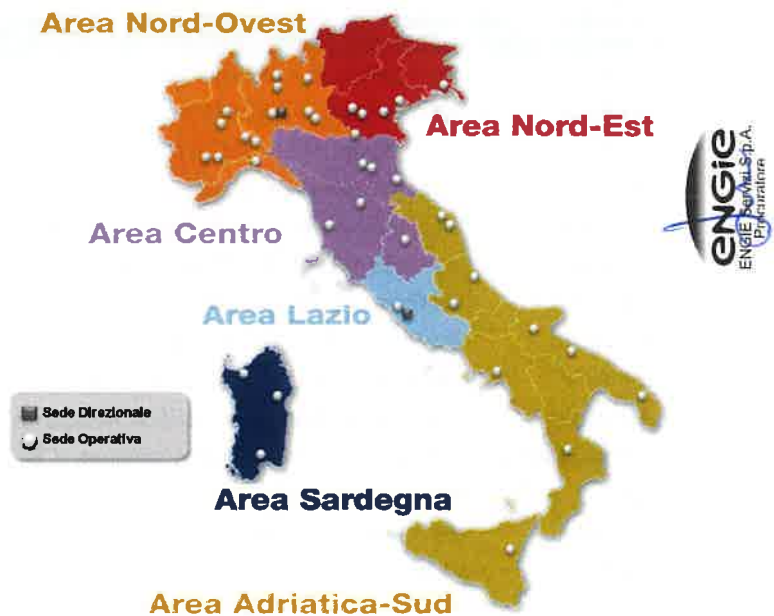 Area Nord-Ovest
Area Nord-Est
ENGIE
ENGIE Servizi S.p.A.
Procuratore
Area Centro
Area Lazio
Sede Direzionale
Sede Operativa
Area Sardegna
Area Adriatica-Sud